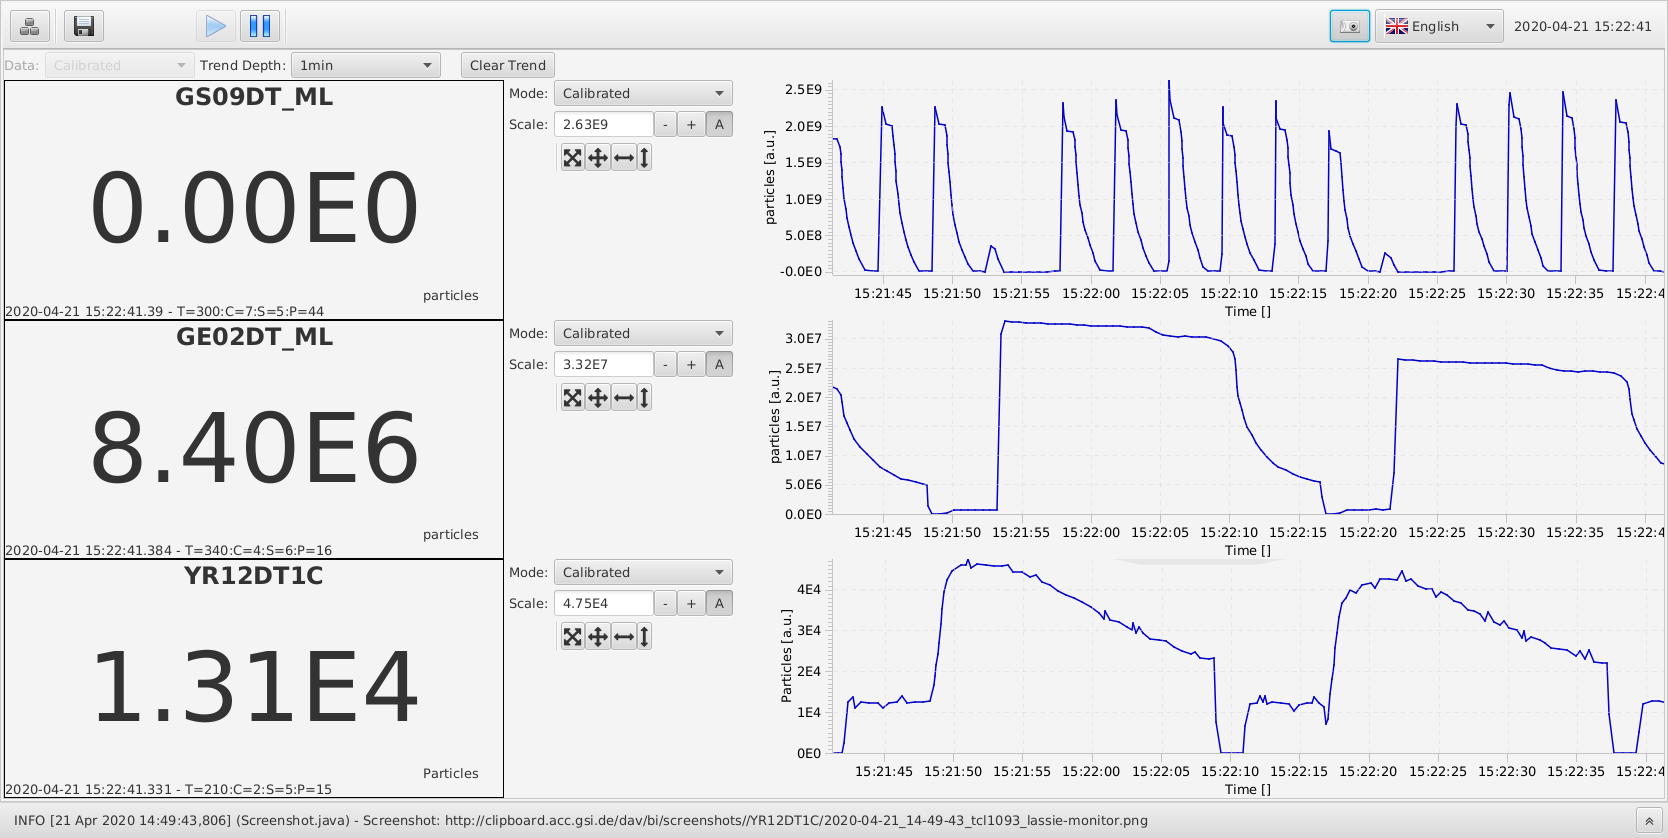 English
2020-04-21 15:22:41
Data: Calibrated Trend Depth: 1min Clear Trend
GS09DT_ML
0.00E0
particles
2020-04-21 15:22:41.39 - T=300:C=7:S=5:P=44
Mode: Calibrated
Scale: 2.63E9 - + A
particles [a.u.]
2.5E9
2.0E9
1.5E9
1.0E9
5.0E8
-0.0E0
15:21:45 15:21:50 15:21:55 15:22:00 15:22:05 15:22:10 15:22:15 15:22:20 15:22:25 15:22:30 15:22:35 15:22:4
Time []
GE02DT_ML
8.40E6
particles
2020-04-21 15:22:41.384 - T=340:C=4:S=6:P=16
Mode: Calibrated
Scale: 3.32E7 - + A
particles [a.u.]
3.0E7
2.5E7
2.0E7
1.5E7
1.0E7
5.0E6
0.0E0
15:21:45 15:21:50 15:21:55 15:22:00 15:22:05 15:22:10 15:22:15 15:22:20 15:22:25 15:22:30 15:22:35 15:22:4
Time []
YR12DT1C
1.31E4
Particles
2020-04-21 15:22:41.331 - T=210:C=2:S=5:P=15
Mode: Calibrated
Scale: 4.75E4 - + A
Particles [a.u.]
4E4
3E4
2E4
1E4
0E0
15:21:45 15:21:50 15:21:55 15:22:00 15:22:05 15:22:10 15:22:15 15:22:20 15:22:25 15:22:30 15:22:35 15:22:4
Time []
INFO [21 Apr 2020 14:49:43,806] (Screenshot.java) - Screenshot: http://clipboard.acc.gsi.de/dav/bi/screenshots//YR12DT1C/2020-04-21_14-49-43_tcl1093_lassie-monitor.png